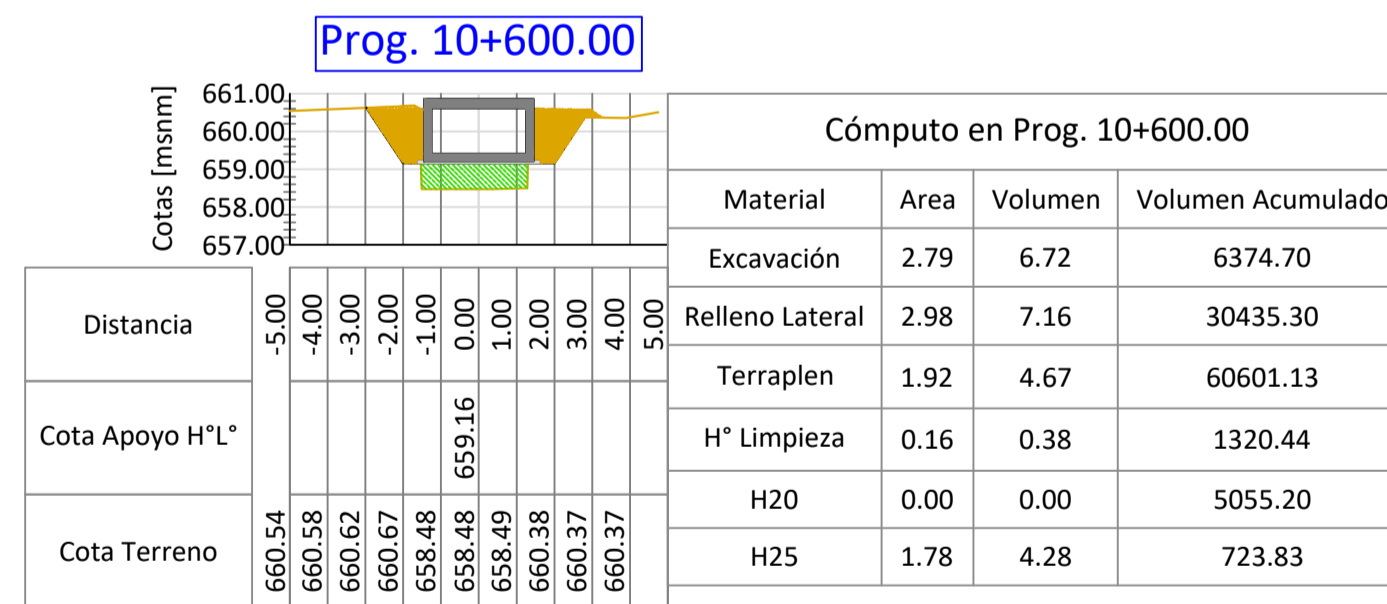 Prog. 10+600.00
Cotas [msnm]
661.00
660.00
659.00
658.00
657.00
Distancia -5.00 -4.00 -3.00 -2.00 -1.00 0.00 1.00 2.00 3.00 4.00 5.00
Cota Apoyo H°L° 659.16
Cota Terreno 660.54 660.58 660.62 660.67 658.48 658.48 658.49 660.38 660.37 660.37
Cómputo en Prog. 10+600.00
Material Area Volumen Volumen Acumulado
Excavación 2.79 6.72 6374.70
Relleno Lateral 2.98 7.16 30435.30
Terraplen 1.92 4.67 60601.13
H° Limpieza 0.16 0.38 1320.44
H20 0.00 0.00 5055.20
H25 1.78 4.28 723.83